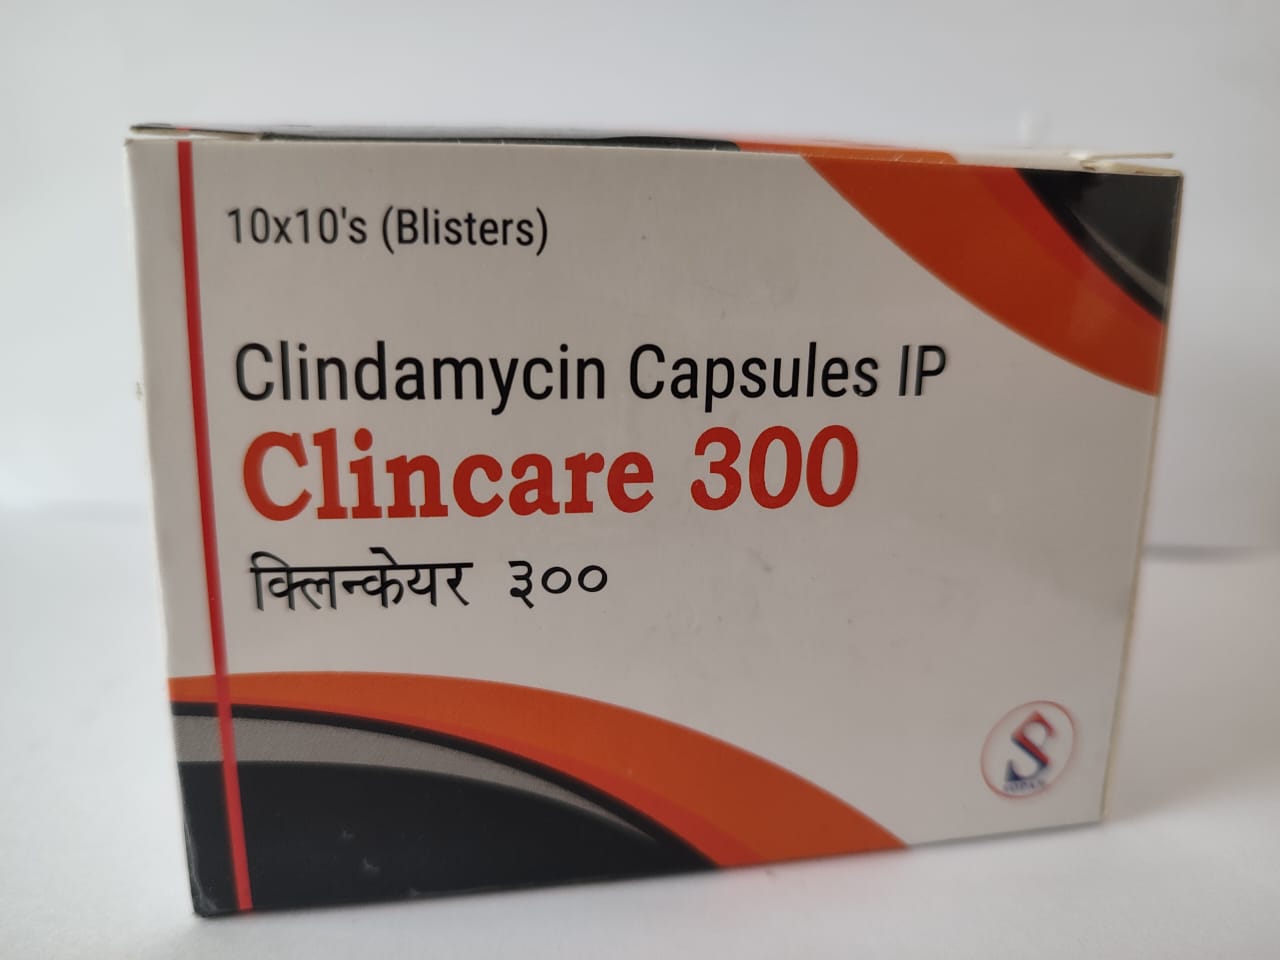 10x10's (Blisters)
Clindamycin Capsules IP
Clincare 300
क्लिन्केयर ३००